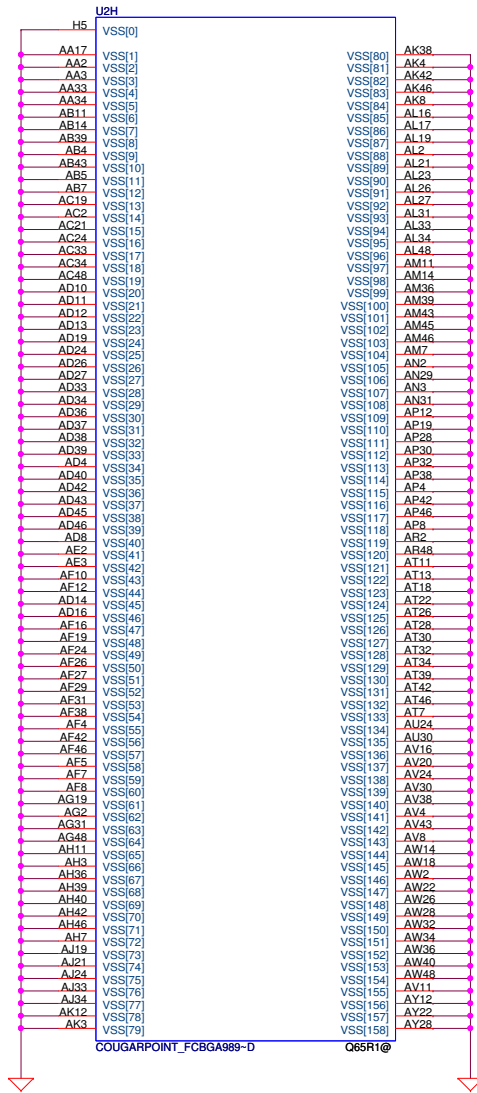 U2H
H5 VSS[0]
AA17 VSS[1] VSS[80] AK38
AA2 VSS[2] VSS[81] AK4
AA3 VSS[3] VSS[82] AK42
AA33 VSS[4] VSS[83] AK46
AA34 VSS[5] VSS[84] AK8
AB11 VSS[6] VSS[85] AL16
AB14 VSS[7] VSS[86] AL17
AB39 VSS[8] VSS[87] AL19
AB4 VSS[9] VSS[88] AL2
AB43 VSS[10] VSS[89] AL21
AB5 VSS[11] VSS[90] AL23
AB7 VSS[12] VSS[91] AL26
AC19 VSS[13] VSS[92] AL27
AC2 VSS[14] VSS[93] AL31
AC21 VSS[15] VSS[94] AL33
AC24 VSS[16] VSS[95] AL34
AC33 VSS[17] VSS[96] AL48
AC34 VSS[18] VSS[97] AM11
AC48 VSS[19] VSS[98] AM14
AD10 VSS[20] VSS[99] AM36
AD11 VSS[21] VSS[100] AM39
AD12 VSS[22] VSS[101] AM43
AD13 VSS[23] VSS[102] AM45
AD19 VSS[24] VSS[103] AM46
AD24 VSS[25] VSS[104] AM7
AD26 VSS[26] VSS[105] AN2
AD27 VSS[27] VSS[106] AN29
AD33 VSS[28] VSS[107] AN3
AD34 VSS[29] VSS[108] AN31
AD36 VSS[30] VSS[109] AP12
AD37 VSS[31] VSS[110] AP19
AD38 VSS[32] VSS[111] AP28
AD39 VSS[33] VSS[112] AP30
AD4 VSS[34] VSS[113] AP32
AD40 VSS[35] VSS[114] AP38
AD42 VSS[36] VSS[115] AP4
AD43 VSS[37] VSS[116] AP42
AD45 VSS[38] VSS[117] AP46
AD46 VSS[39] VSS[118] AP8
AD8 VSS[40] VSS[119] AR2
AE2 VSS[41] VSS[120] AR48
AE3 VSS[42] VSS[121] AT11
AF10 VSS[43] VSS[122] AT13
AF12 VSS[44] VSS[123] AT18
AD14 VSS[45] VSS[124] AT22
AD16 VSS[46] VSS[125] AT26
AF16 VSS[47] VSS[126] AT28
AF19 VSS[48] VSS[127] AT30
AF24 VSS[49] VSS[128] AT32
AF26 VSS[50] VSS[129] AT34
AF27 VSS[51] VSS[130] AT39
AF29 VSS[52] VSS[131] AT42
AF31 VSS[53] VSS[132] AT46
AF38 VSS[54] VSS[133] AT7
AF4 VSS[55] VSS[134] AU24
AF42 VSS[56] VSS[135] AU30
AF46 VSS[57] VSS[136] AV16
AF5 VSS[58] VSS[137] AV20
AF7 VSS[59] VSS[138] AV24
AF8 VSS[60] VSS[139] AV30
AG19 VSS[61] VSS[140] AV38
AG2 VSS[62] VSS[141] AV4
AG31 VSS[63] VSS[142] AV43
AG48 VSS[64] VSS[143] AV8
AH11 VSS[65] VSS[144] AW14
AH3 VSS[66] VSS[145] AW18
AH36 VSS[67] VSS[146] AW2
AH39 VSS[68] VSS[147] AW22
AH40 VSS[69] VSS[148] AW26
AH42 VSS[70] VSS[149] AW28
AH46 VSS[71] VSS[150] AW32
AH7 VSS[72] VSS[151] AW34
AJ19 VSS[73] VSS[152] AW36
AJ21 VSS[74] VSS[153] AW40
AJ24 VSS[75] VSS[154] AW48
AJ33 VSS[76] VSS[155] AV11
AJ34 VSS[77] VSS[156] AY12
AK12 VSS[78] VSS[157] AY22
AK3 VSS[79] VSS[158] AY28
COUGARPOINT_FCBGA989~D Q65R1@